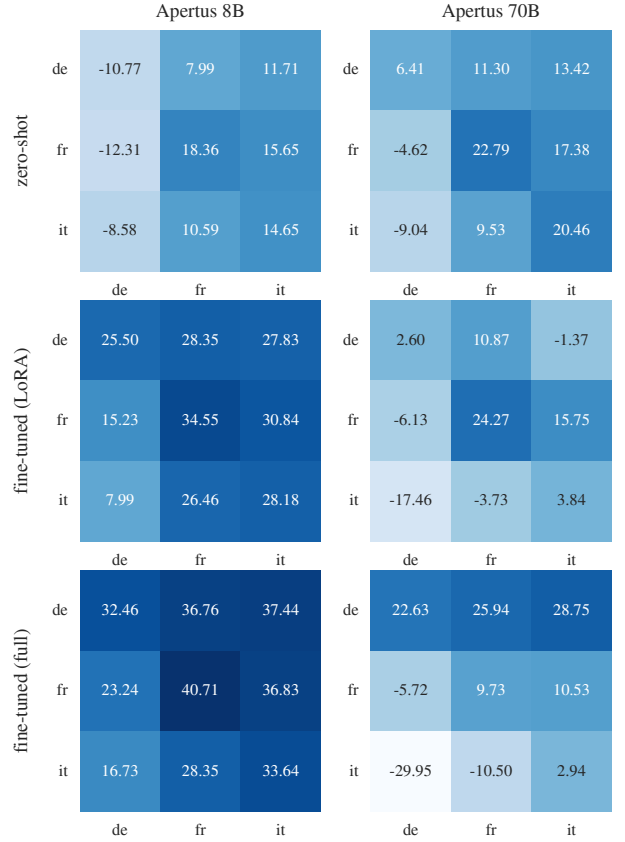 Apertus 8B Apertus 70B
zero-shot
de -10.77 7.99 11.71 de 6.41 11.30 13.42
fr -12.31 18.36 15.65 fr -4.62 22.79 17.38
it -8.58 10.59 14.65 it -9.04 9.53 20.46
de fr it de fr it
fine-tuned (LoRA)
de 25.50 28.35 27.83 de 2.60 10.87 -1.37
fr 15.23 34.55 30.84 fr -6.13 24.27 15.75
it 7.99 26.46 28.18 it -17.46 -3.73 3.84
de fr it de fr it
fine-tuned (full)
de 32.46 36.76 37.44 de 22.63 25.94 28.75
fr 23.24 40.71 36.83 fr -5.72 9.73 10.53
it 16.73 28.35 33.64 it -29.95 -10.50 2.94
de fr it de fr it